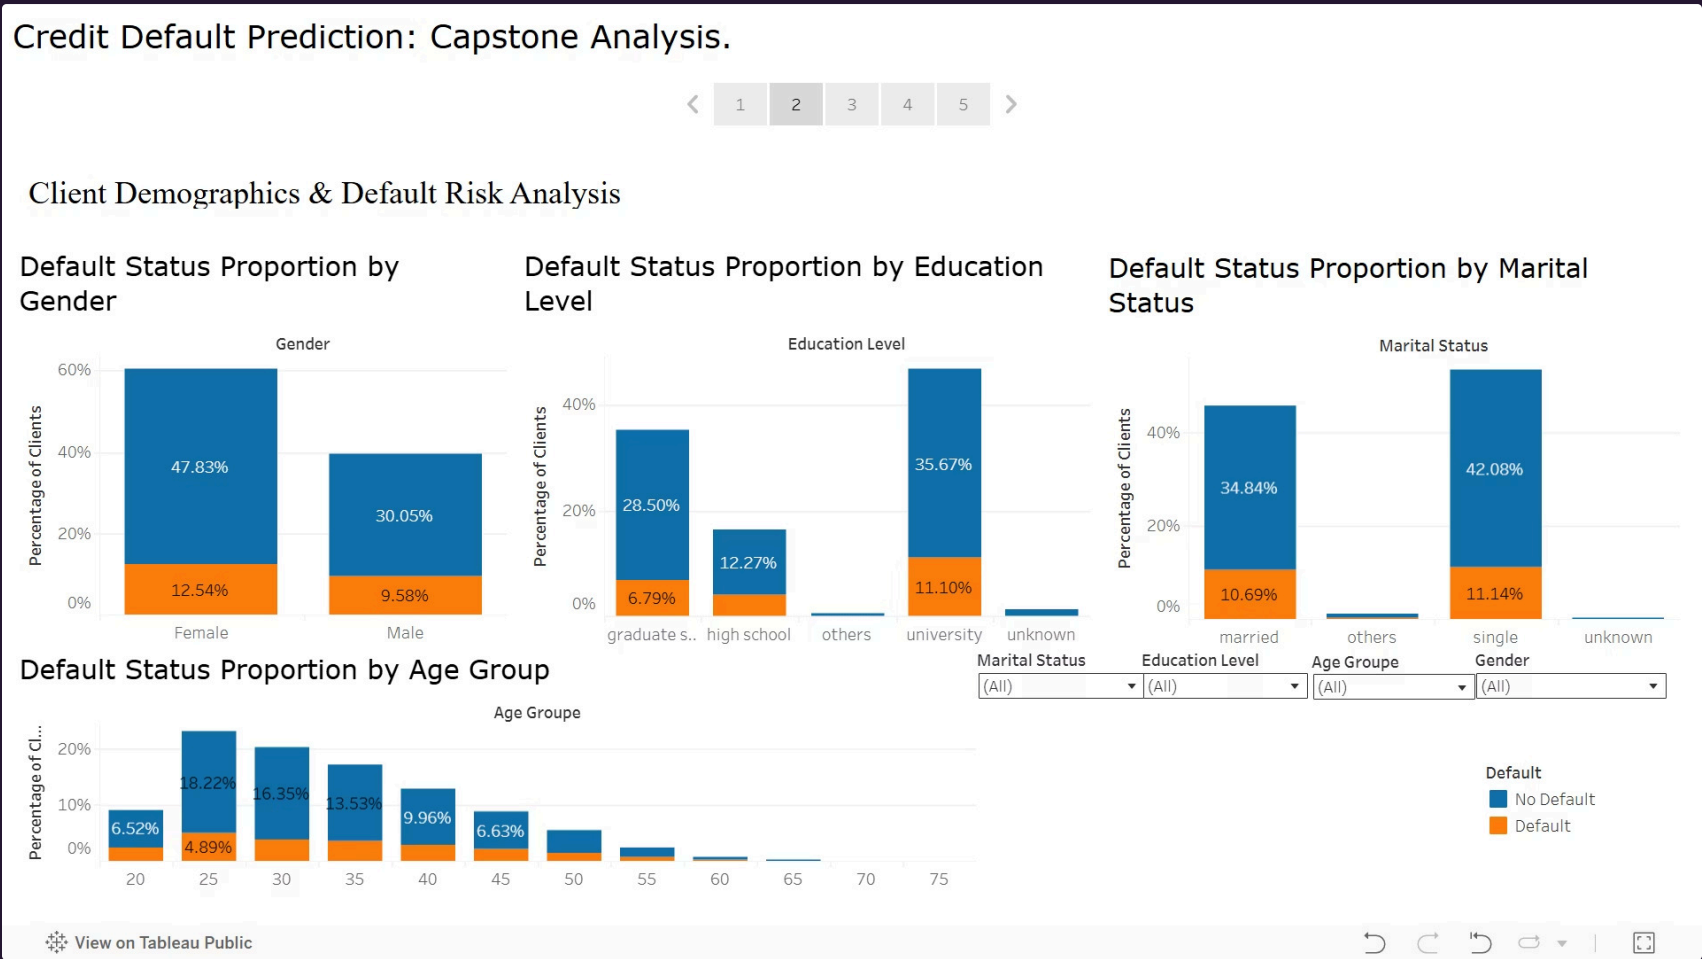 Credit Default Prediction: Capstone Analysis.
1 2 3 4 5
Client Demographics & Default Risk Analysis
Default Status Proportion by
Gender
Gender
Percentage of Clients
60%
40%
20%
0%
47.83%
12.54%
30.05%
9.58%
Female Male
Default Status Proportion by Education
Level
Education Level
Percentage of Clients
40%
20%
0%
28.50%
6.79%
12.27%
35.67%
11.10%
graduate s.. high school others university unknown
Default Status Proportion by Marital
Status
Marital Status
Percentage of Clients
40%
20%
0%
34.84%
10.69%
42.08%
11.14%
married others single unknown
Default Status Proportion by Age Group
Age Groupe
Percentage of Cl...
20%
10%
0%
6.52%
18.22%
4.89%
16.35%
13.53%
9.96%
6.63%
20 25 30 35 40 45 50 55 60 65 70 75
Marital Status
(All)
Education Level
(All)
Age Groupe
(All)
Gender
(All)
Default
No Default
Default
View on Tableau Public